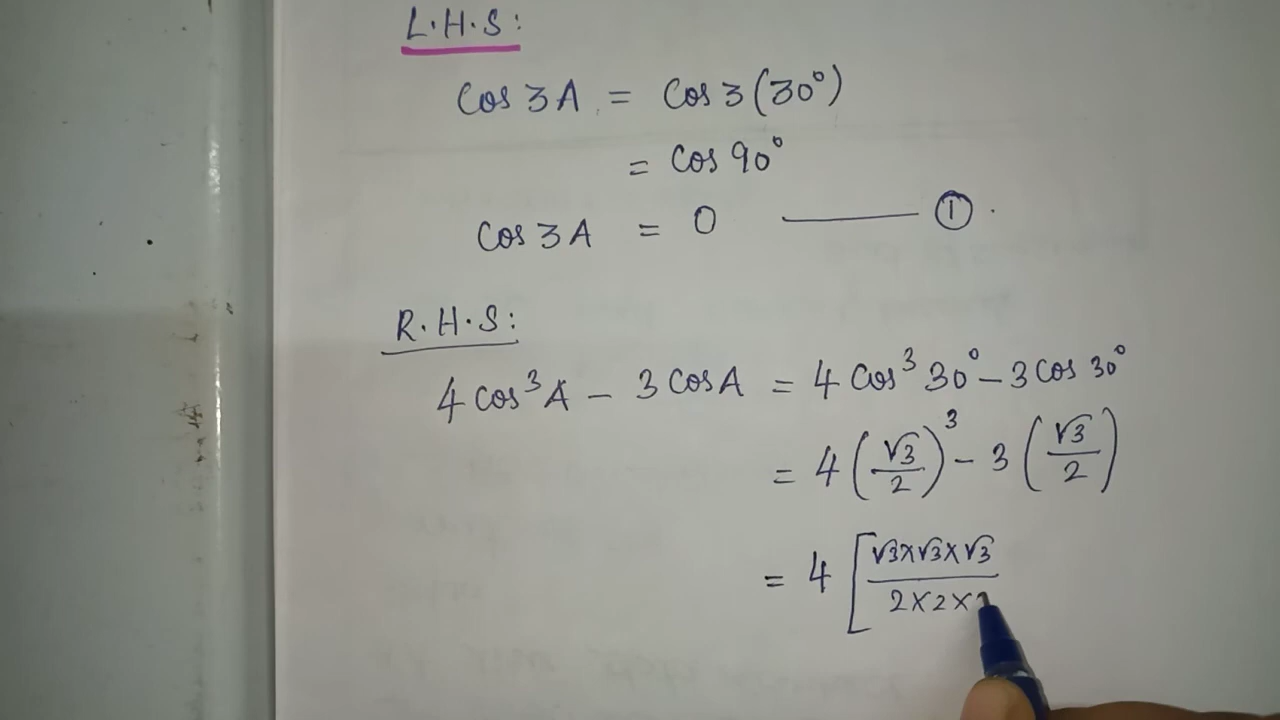 L.H.S:
Cos 3A = Cos 3(30°)
= Cos 90°
Cos 3A = 0 ——— ①.
R.H.S:
4 cos³A - 3 cos A = 4 Cos³ 30° - 3 cos 30°
= 4 (√3/2)³ - 3 (√3/2)
= 4 [√3×√3×√3 / 2×2×